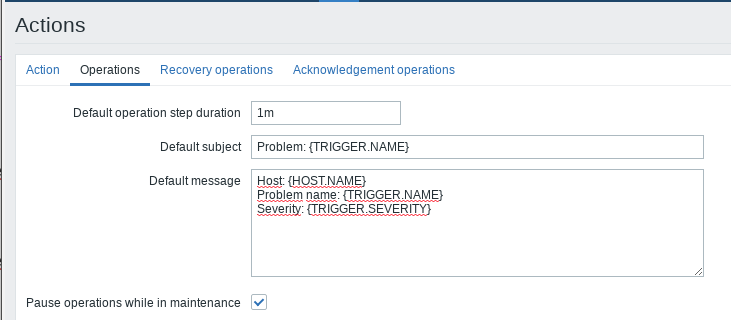 Actions
Action Operations Recovery operations Acknowledgement operations
Default operation step duration 1m
Default subject Problem: {TRIGGER.NAME}
Default message Host: {HOST.NAME}
Problem name: {TRIGGER.NAME}
Severity: {TRIGGER.SEVERITY}
Pause operations while in maintenance